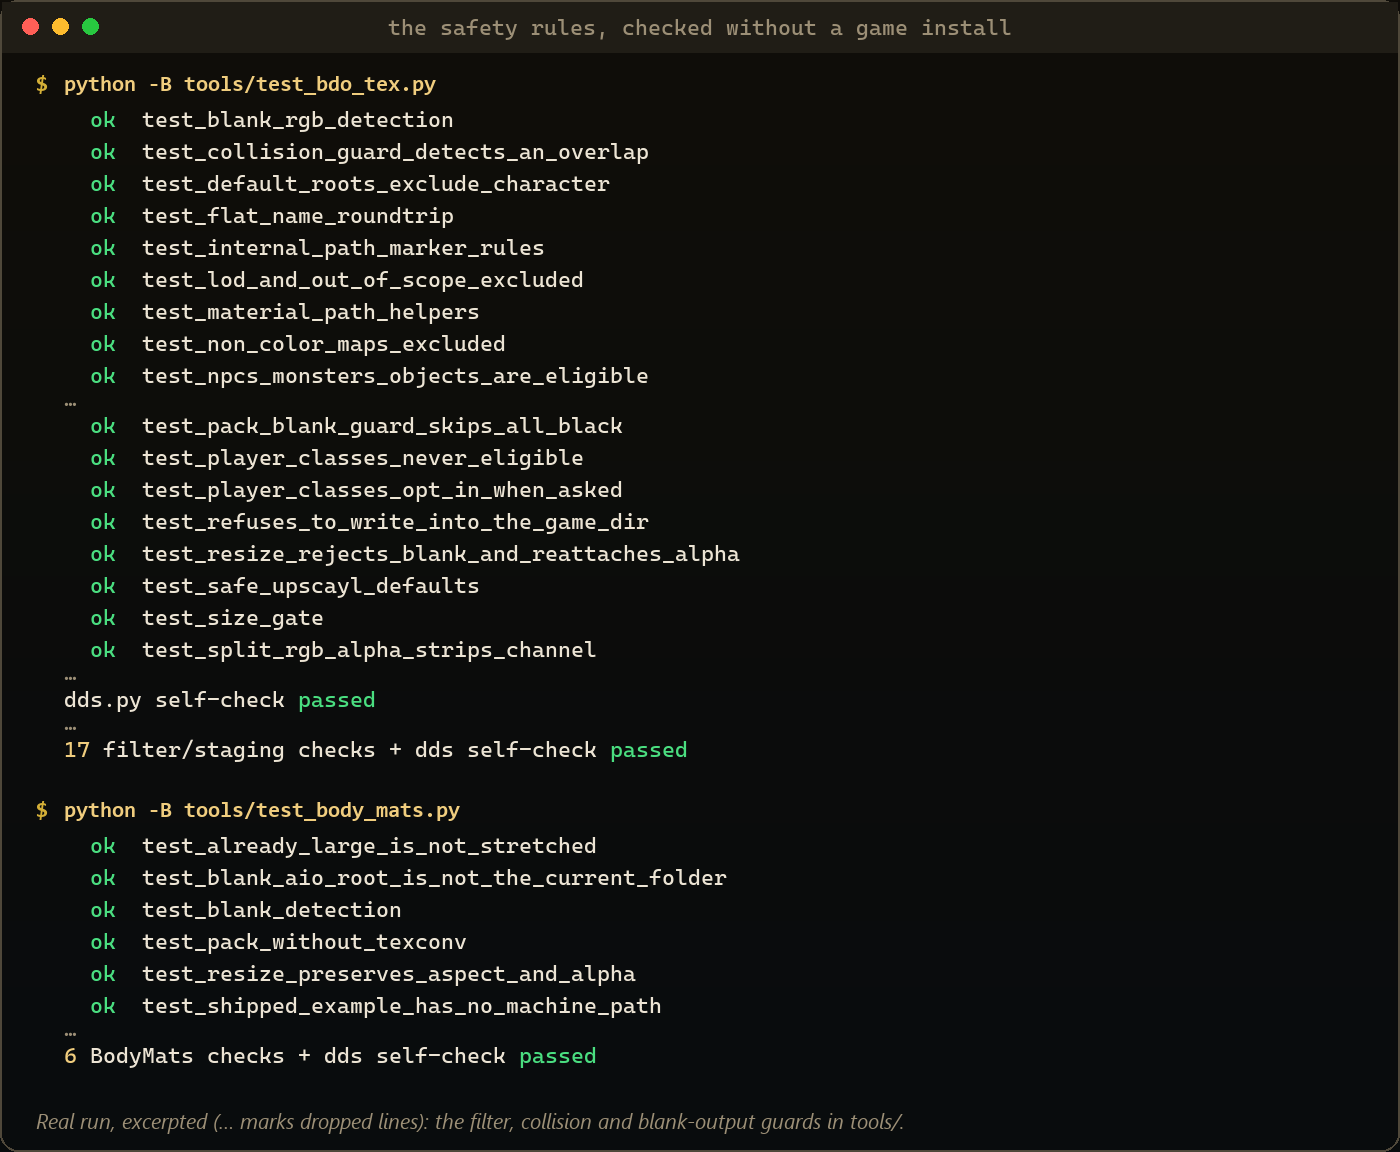 the safety rules, checked without a game install
$ python -B tools/test_bdo_tex.py
ok test_blank_rgb_detection
ok test_collision_guard_detects_an_overlap
ok test_default_roots_exclude_character
ok test_flat_name_roundtrip
ok test_internal_path_marker_rules
ok test_lod_and_out_of_scope_excluded
ok test_material_path_helpers
ok test_non_color_maps_excluded
ok test_npcs_monsters_objects_are_eligible
…
ok test_pack_blank_guard_skips_all_black
ok test_player_classes_never_eligible
ok test_player_classes_opt_in_when_asked
ok test_refuses_to_write_into_the_game_dir
ok test_resize_rejects_blank_and_reattaches_alpha
ok test_safe_upscayl_defaults
ok test_size_gate
ok test_split_rgb_alpha_strips_channel
…
dds.py self-check passed
…
17 filter/staging checks + dds self-check passed
$ python -B tools/test_body_mats.py
ok test_already_large_is_not_stretched
ok test_blank_aio_root_is_not_the_current_folder
ok test_blank_detection
ok test_pack_without_texconv
ok test_resize_preserves_aspect_and_alpha
ok test_shipped_example_has_no_machine_path
…
6 BodyMats checks + dds self-check passed
Real run, excerpted (… marks dropped lines): the filter, collision and blank-output guards in tools/.